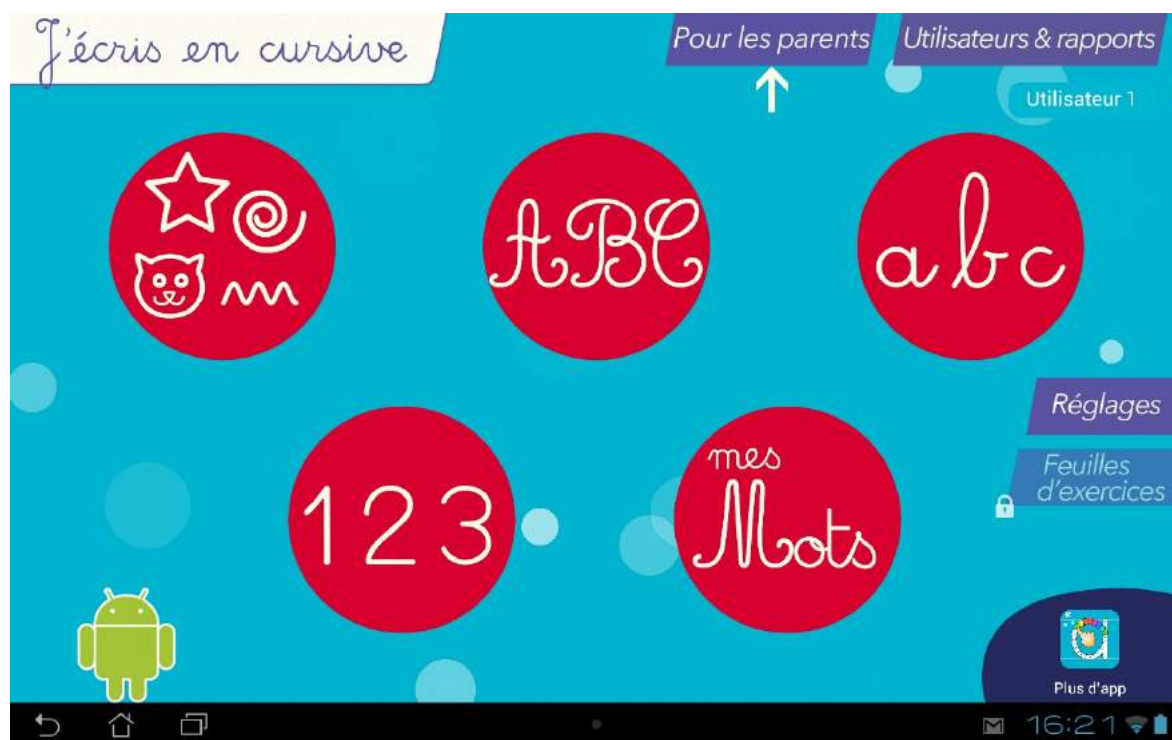 J'écris en cursive
Pour les parents
Utilisateurs & rapports
Utilisateur 1
ABC
abc
Réglages
Feuilles
d'exercices
123
mes
Mots
a
Plus d'app
16:21